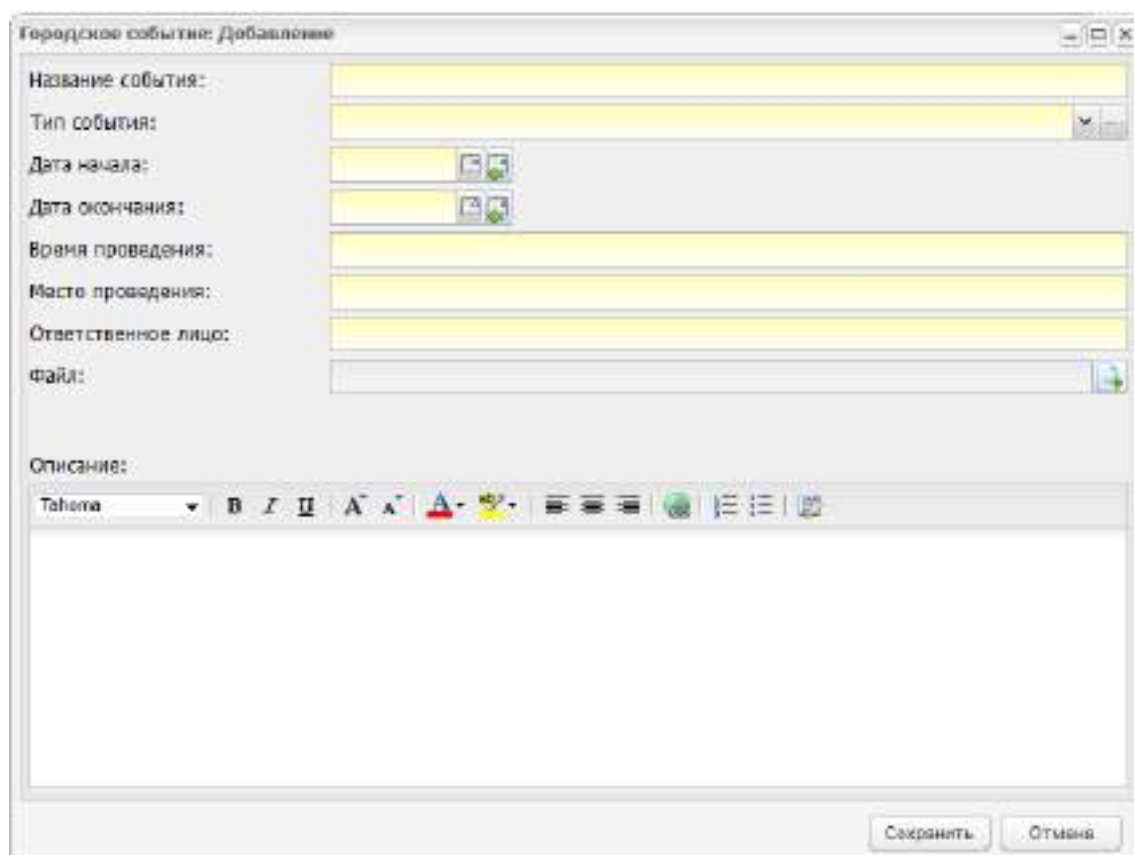 Городское событие: Добавление
Название события:
Тип события:
Дата начала:
Дата окончания:
Время проведения:
Место проведения:
Ответственное лицо:
Файл:
Описание:
Tahoma B I U A A A
Сохранить Отмена